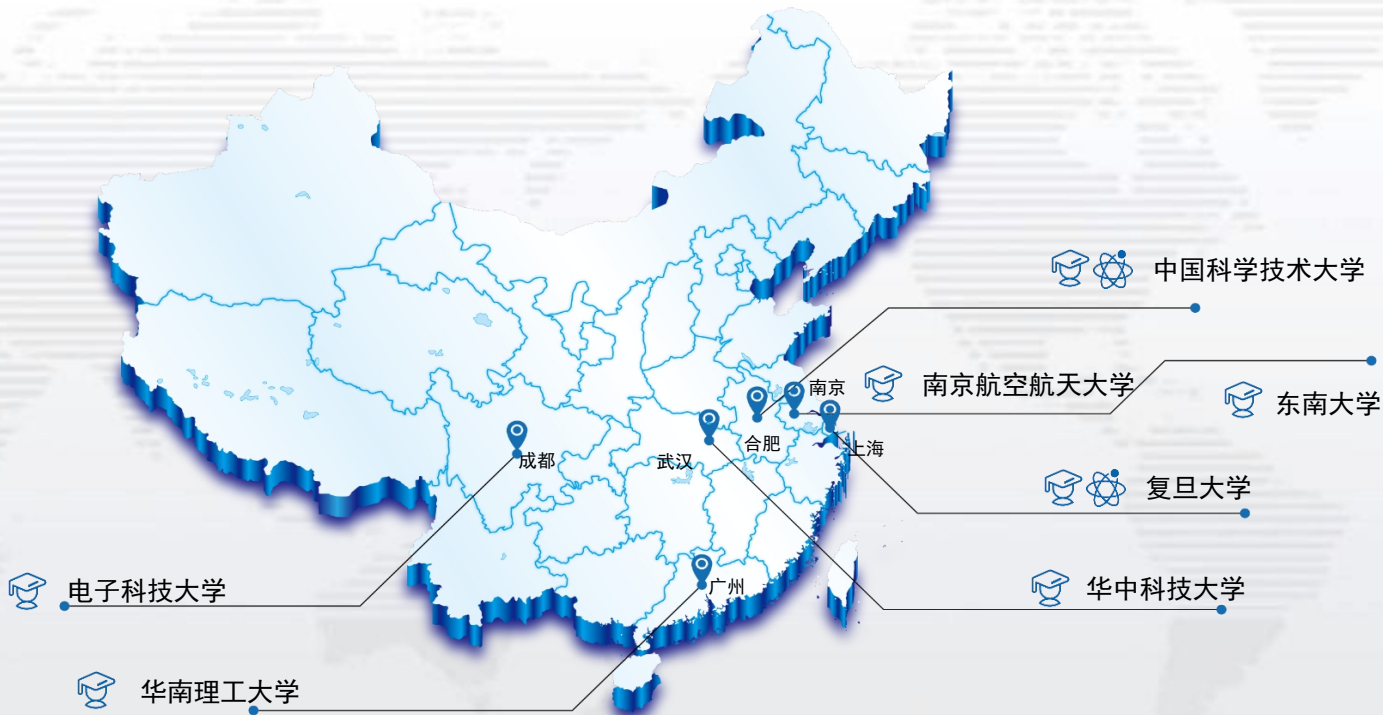 中国科学技术大学
南京
南京航空航天大学
东南大学
合肥
上海
成都
武汉
复旦大学
电子科技大学
广州
华中科技大学
华南理工大学